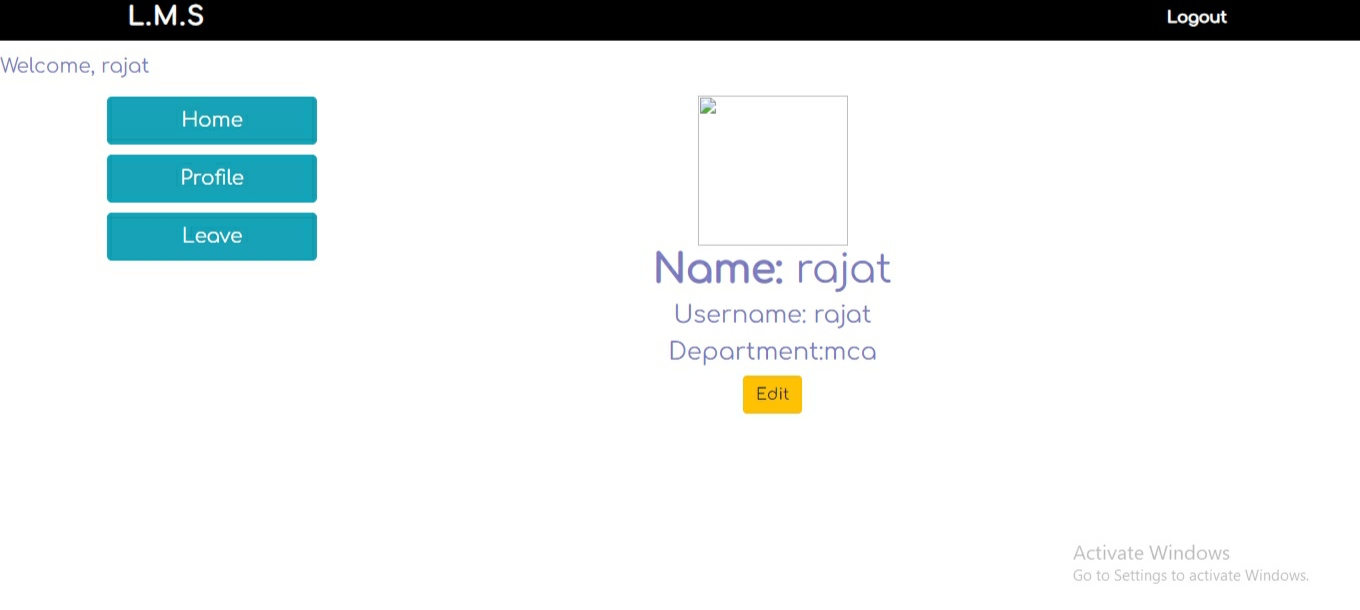 L.M.S
Logout
Welcome, rajat
Home
Profile
Leave
Name: rajat
Username: rajat
Department:mca
Edit
Activate Windows
Go to Settings to activate Windows.